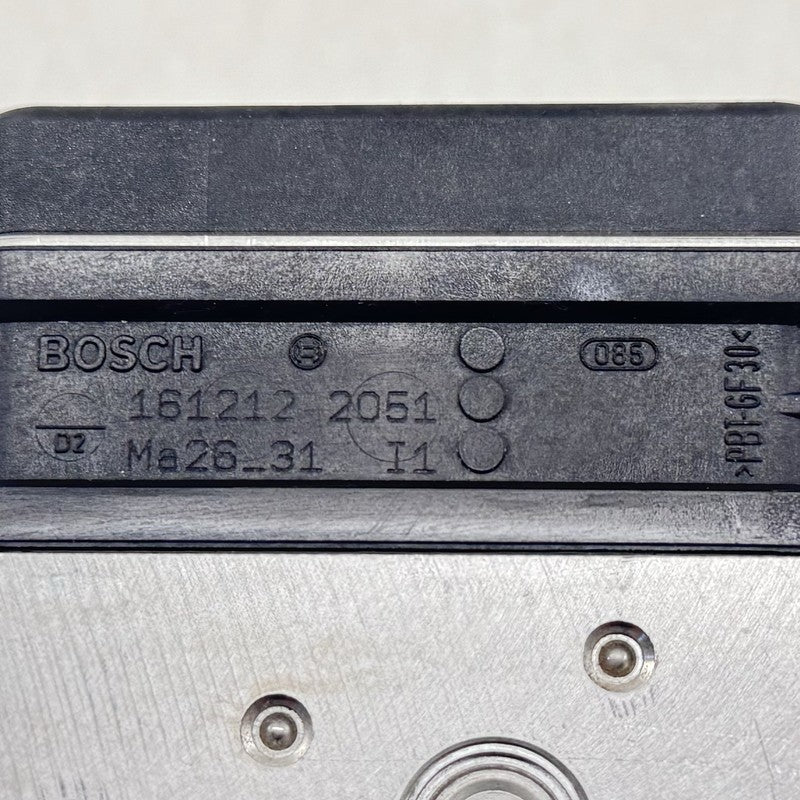 BOSCH
085
161212 2051
D2
Ma26_31 I1
>PBT-GF30<